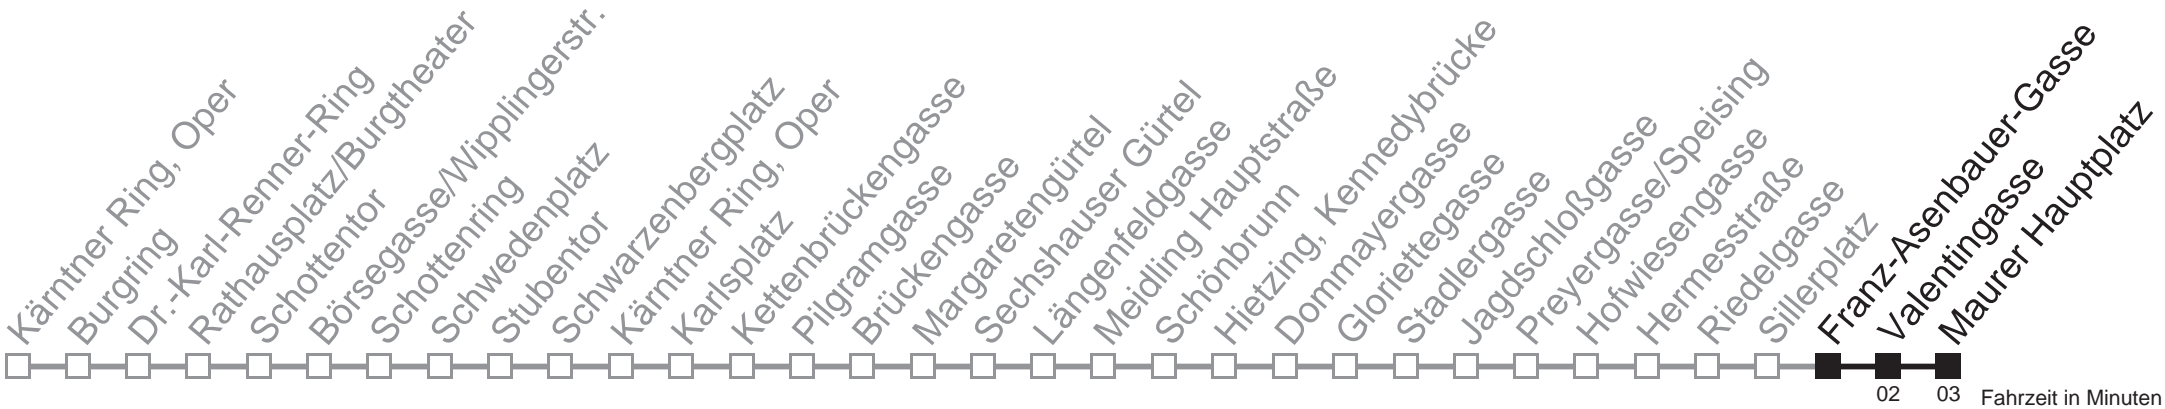 Kärntner Ring, Oper
Burgring
Dr.-Karl-Renner-Ring
Rathausplatz/Burgtheater
Schottentor
Börsegasse/Wipplingerstr.
Schottenring
Schwedenplatz
Stubentor
Schwarzenbergplatz
Kärntner Ring, Oper
Karlsplatz
Kettenbrückengasse
Pilgramgasse
Brückengasse
Margaretengürtel
Sechshauser Gürtel
Längenfeldgasse
Meidling Hauptstraße
Schönbrunn
Hietzing, Kennedybrücke
Dommayergasse
Gloriettegasse
Stadlergasse
Jagdschloßgasse
Preyergasse/Speising
Hofwiesengasse
Hermesstraße
Riedelgasse
Sillerplatz
Franz-Asenbauer-Gasse
Valentingasse
Maurer Hauptplatz
02 03 Fahrzeit in Minuten